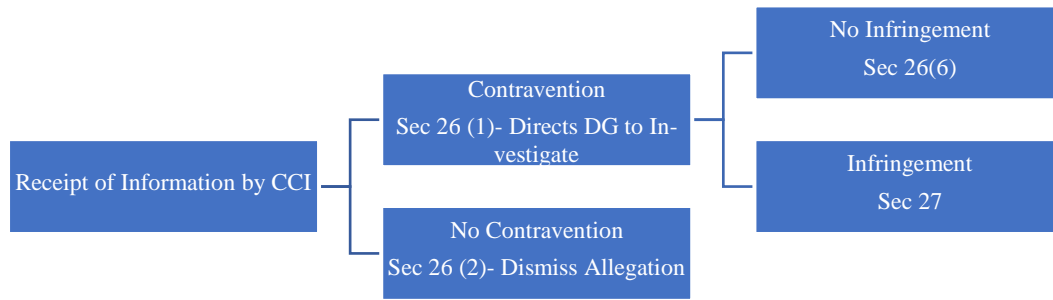 Receipt of Information by CCI
Contravention
Sec 26 (1)- Directs DG to In-
vestigate
No Contravention
Sec 26 (2)- Dismiss Allegation
No Infringement
Sec 26(6)
Infringement
Sec 27